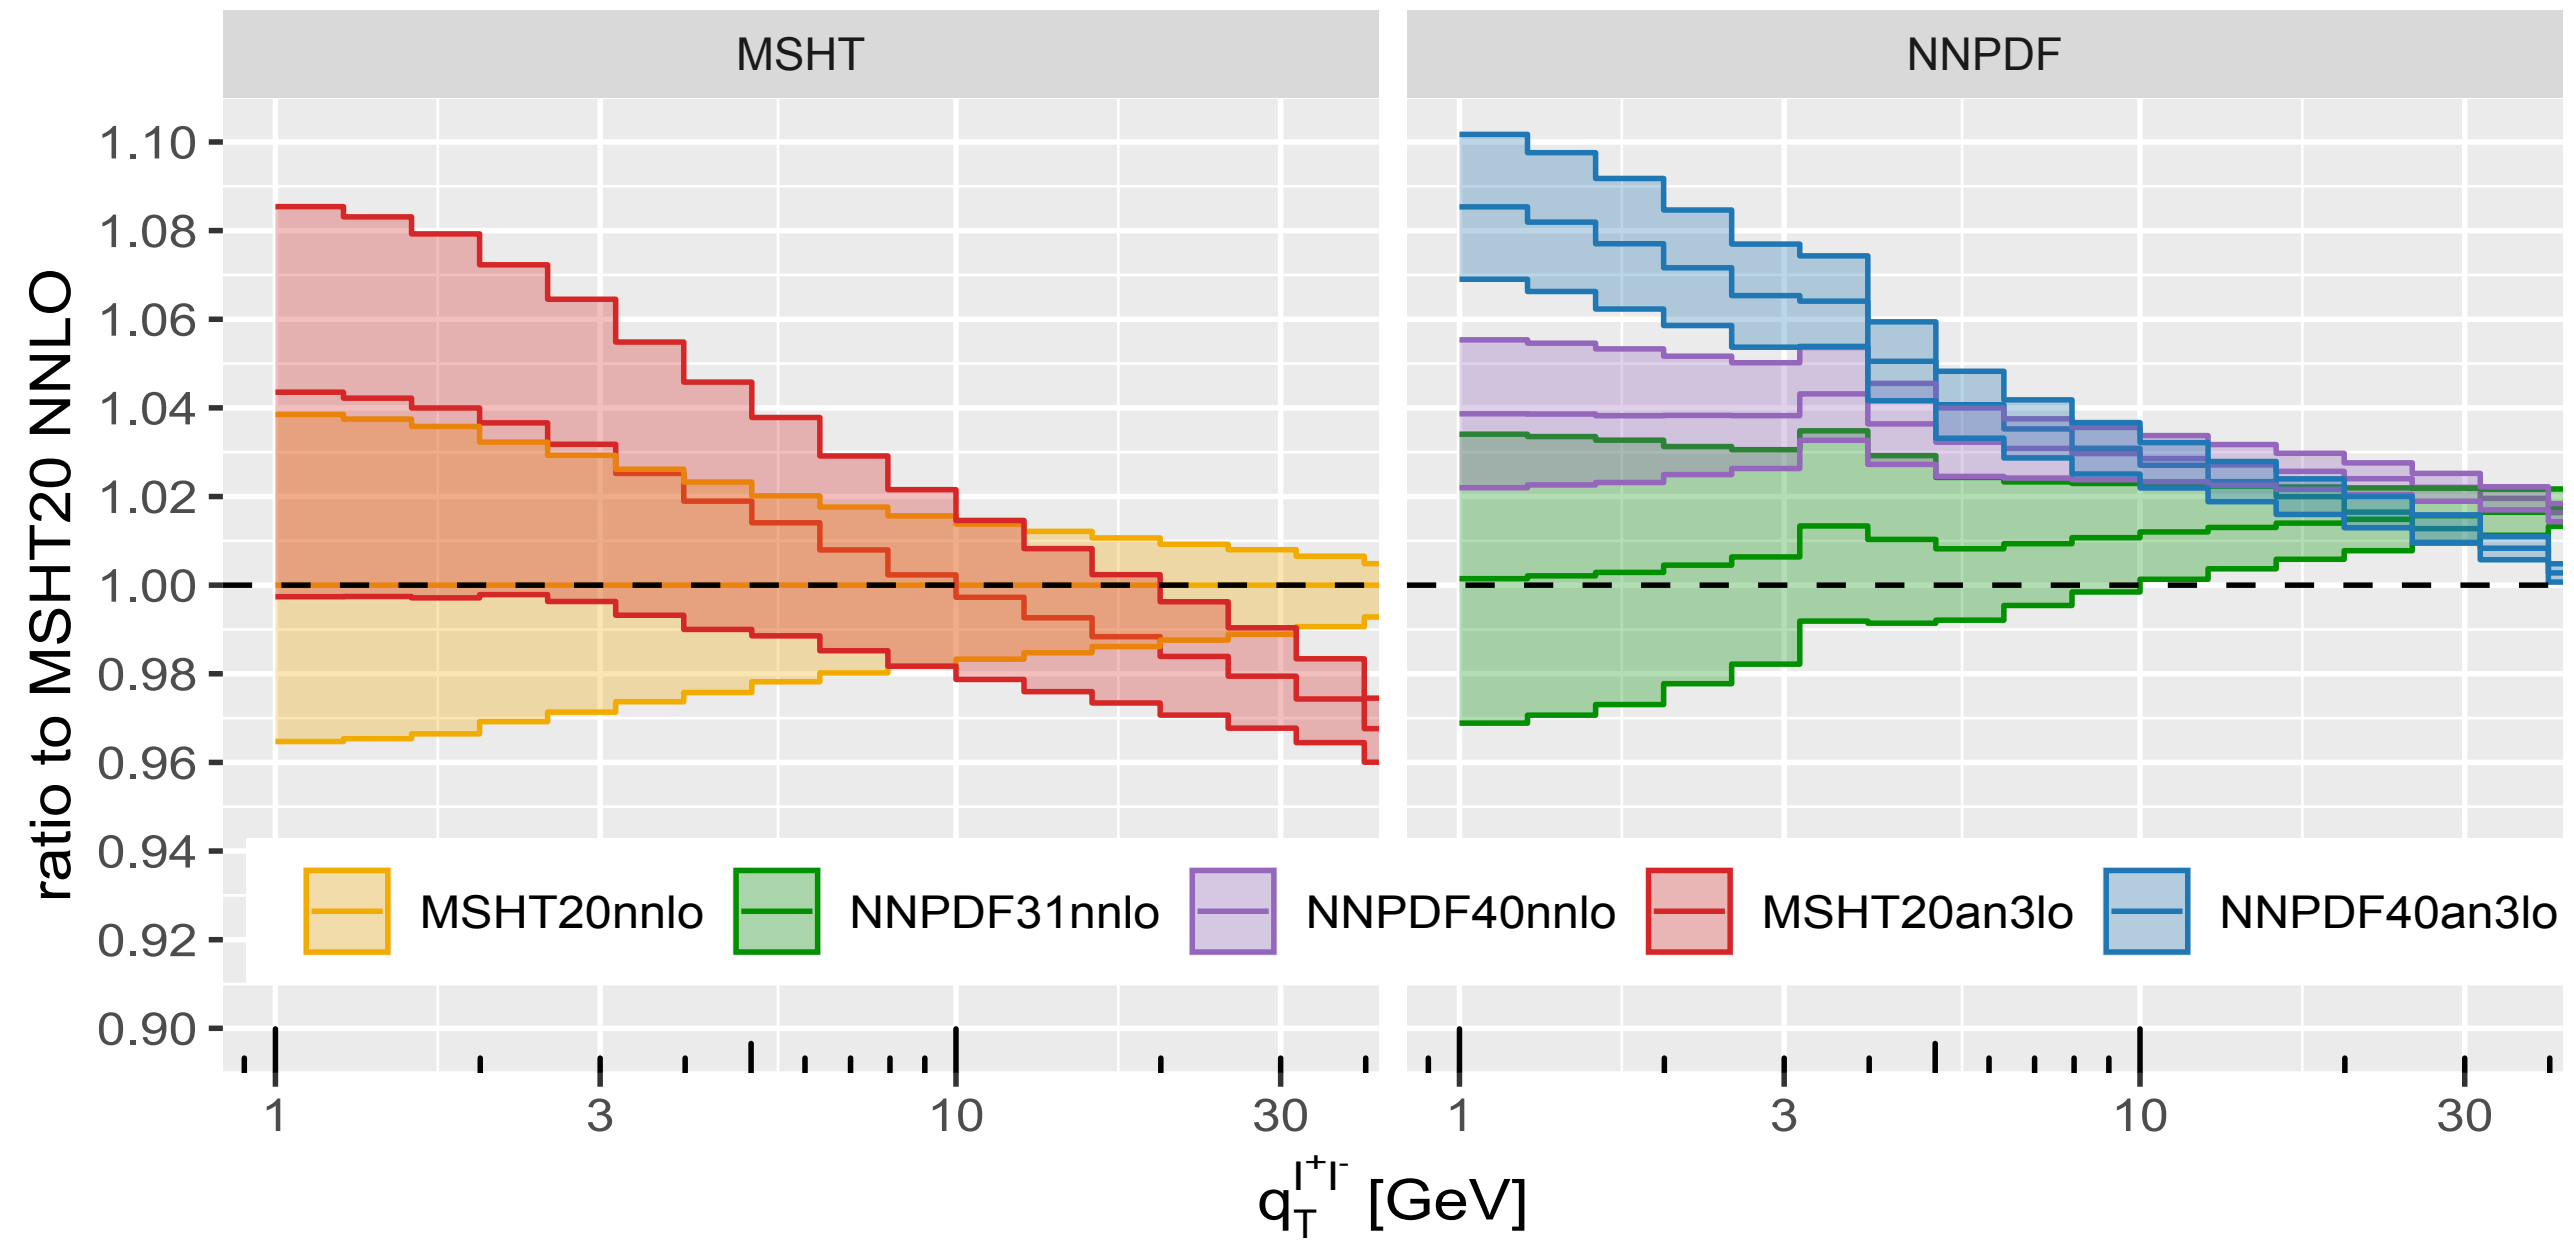 MSHT
NNPDF
ratio to MSHT20 NNLO
1.10
1.08
1.06
1.04
1.02
1.00
0.98
0.96
0.94
0.92
0.90
MSHT20nnlo NNPDF31nnlo NNPDF40nnlo MSHT20an3lo NNPDF40an3lo
1 3 10 30 1 3 10 30
q_T^{l^+l^-} [GeV]